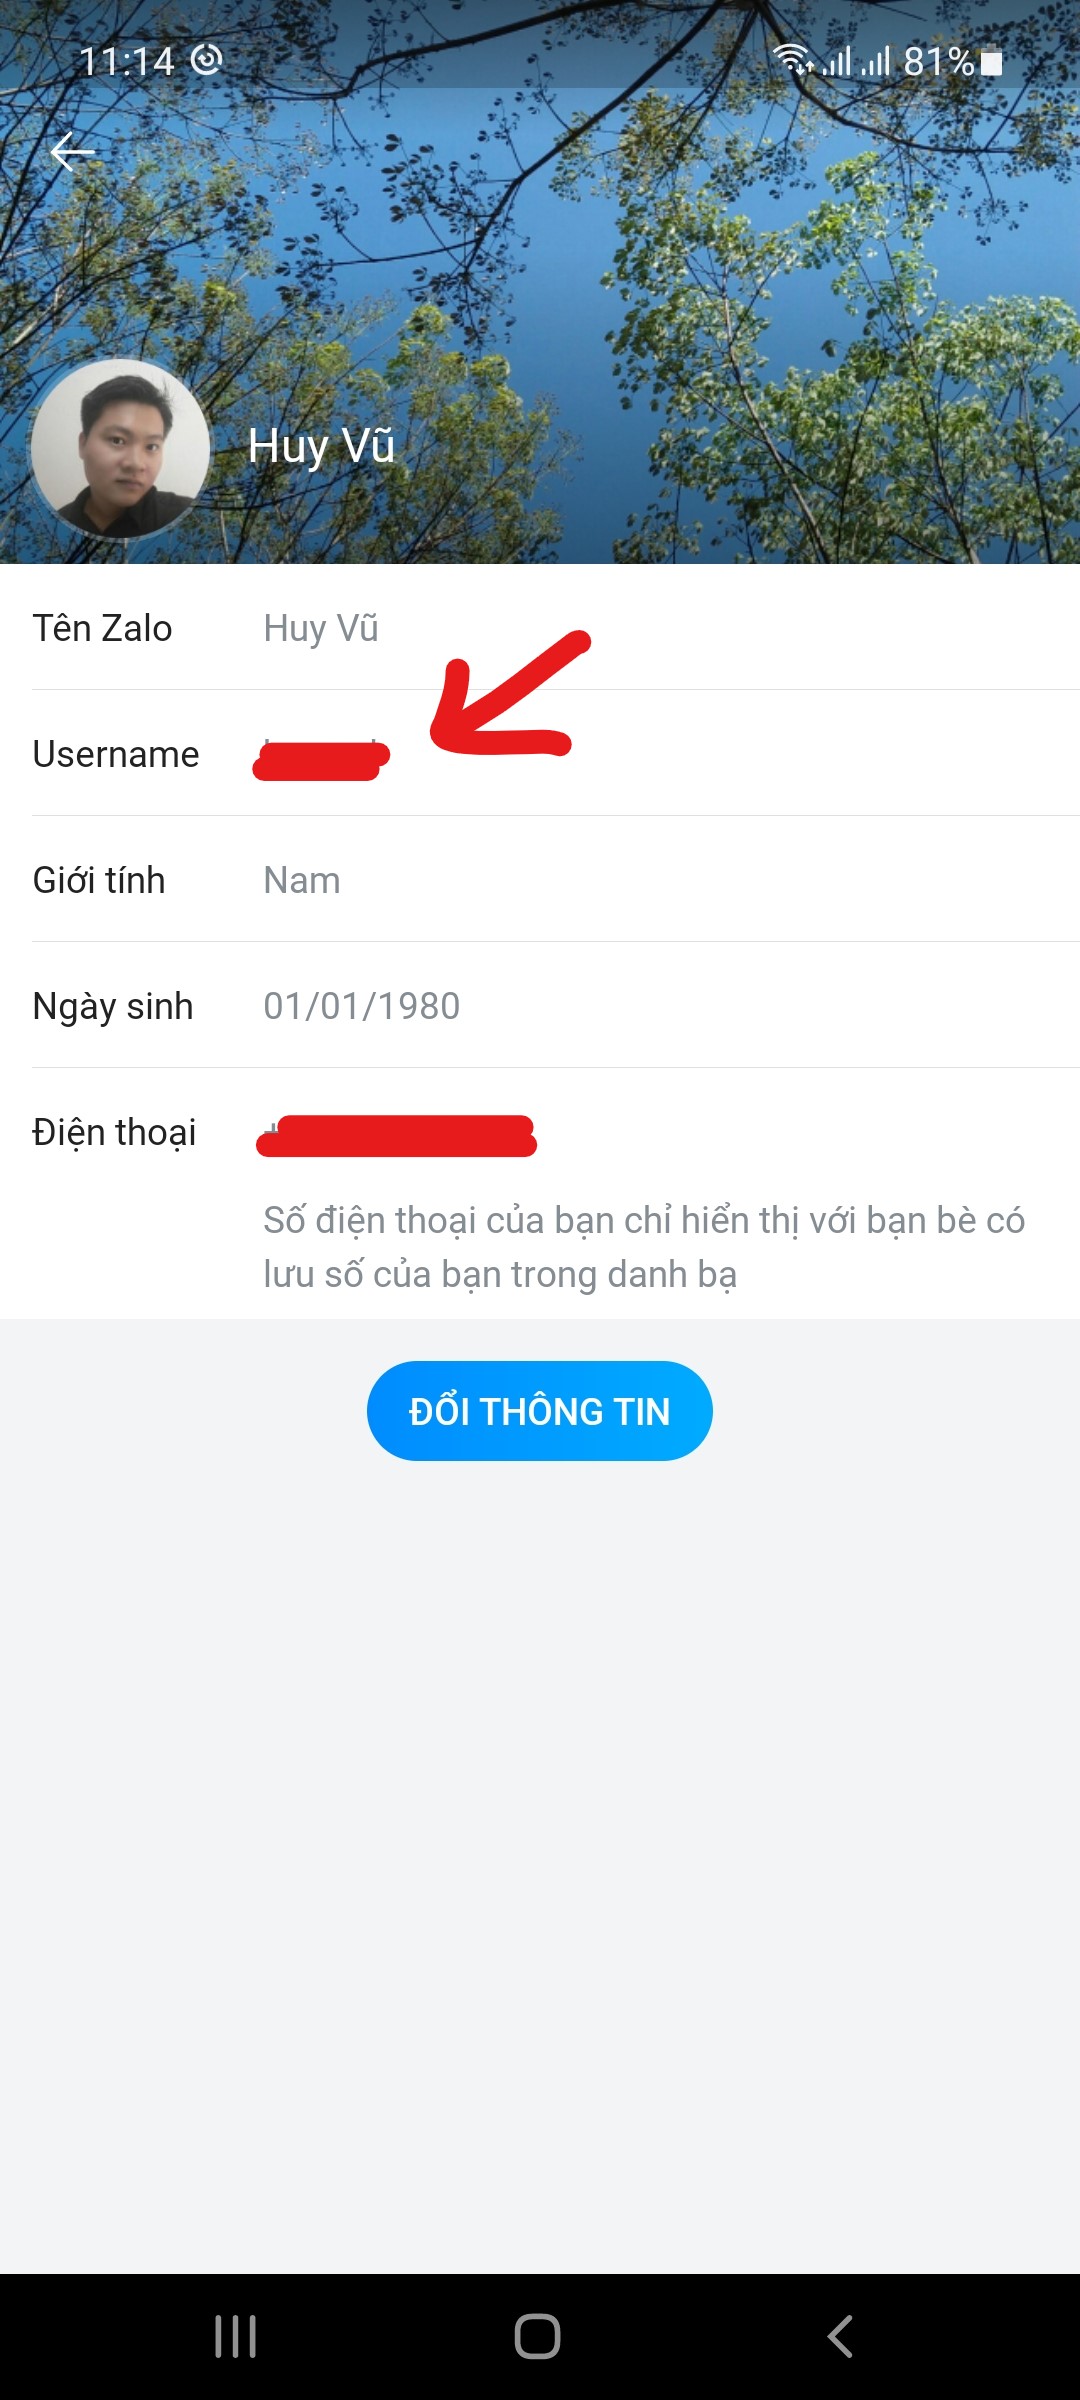 11:14 81%
Huy Vũ
Tên Zalo Huy Vũ
Username
Giới tính Nam
Ngày sinh 01/01/1980
Điện thoại
Số điện thoại của bạn chỉ hiển thị với bạn bè có
lưu số của bạn trong danh bạ
ĐỔI THÔNG TIN